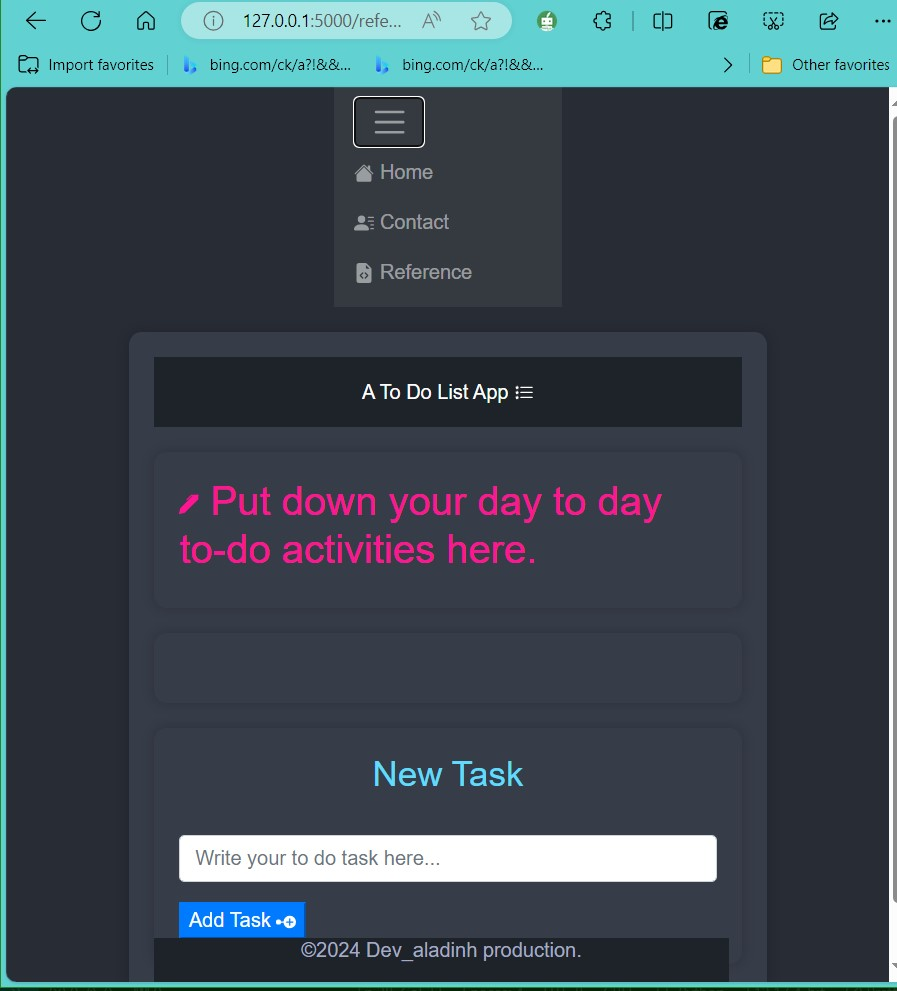 127.0.0.1:5000/refe...
Import favorites
bing.com/ck/a?!&&...
bing.com/ck/a?!&&...
Other favorites
Home
Contact
Reference
A To Do List App
Put down your day to day
to-do activities here.
New Task
Write your to do task here...
Add Task
©2024 Dev_aladinh production.